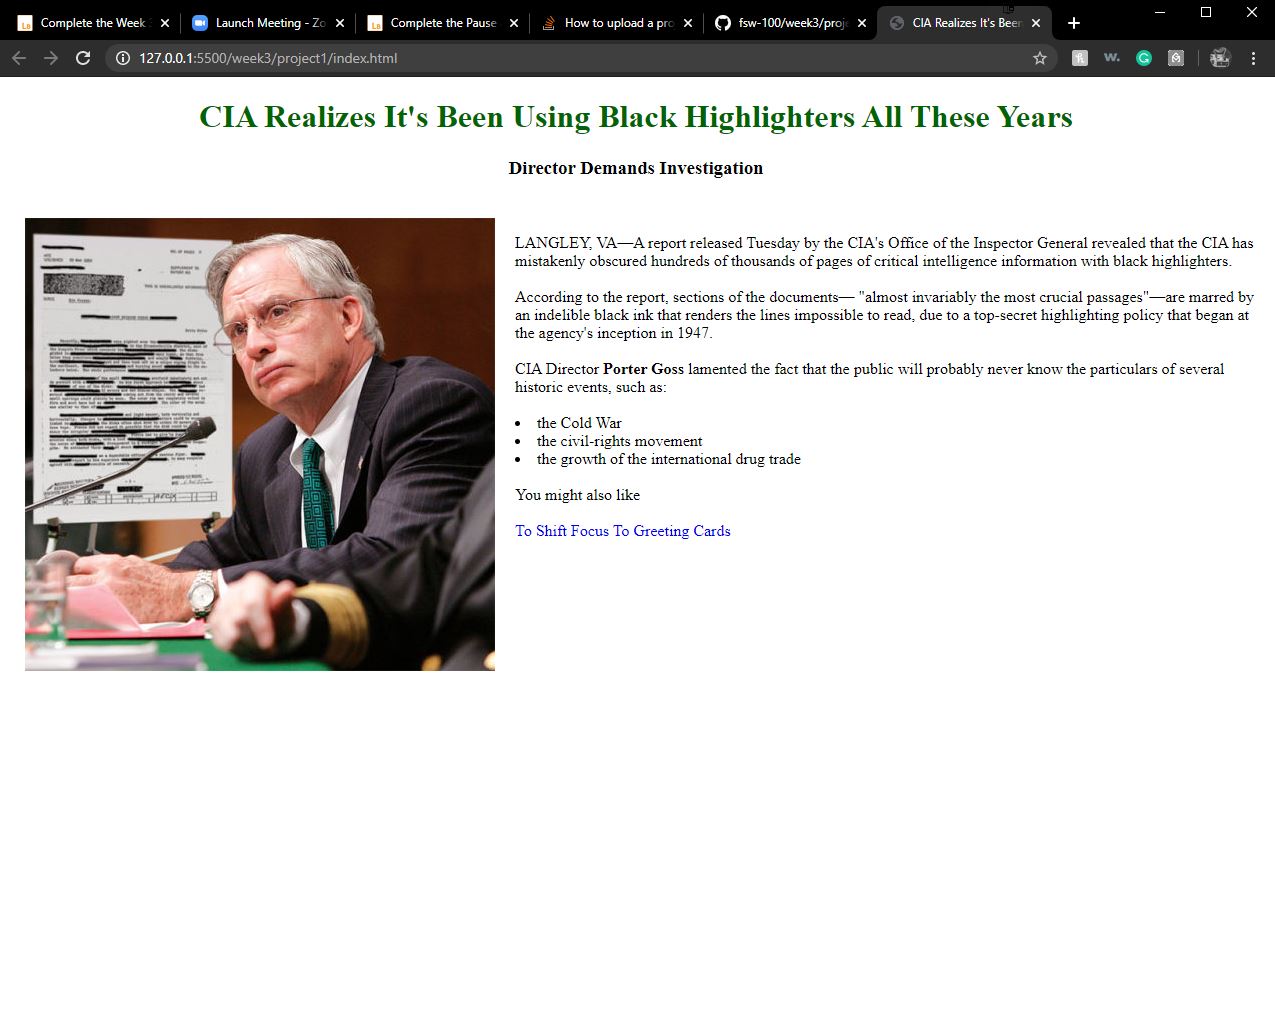 Complete the Week
Launch Meeting - Zo
Complete the Pause
How to upload a pro
fsw-100/week3/proje
CIA Realizes It's Been
127.0.0.1:5500/week3/project1/index.html
CIA Realizes It's Been Using Black Highlighters All These Years
Director Demands Investigation
LANGLEY, VA—A report released Tuesday by the CIA's Office of the Inspector General revealed that the CIA has
mistakenly obscured hundreds of thousands of pages of critical intelligence information with black highlighters.
According to the report, sections of the documents— "almost invariably the most crucial passages"—are marred by
an indelible black ink that renders the lines impossible to read, due to a top-secret highlighting policy that began at
the agency's inception in 1947.
CIA Director Porter Goss lamented the fact that the public will probably never know the particulars of several
historic events, such as:
• the Cold War
• the civil-rights movement
• the growth of the international drug trade
You might also like
To Shift Focus To Greeting Cards